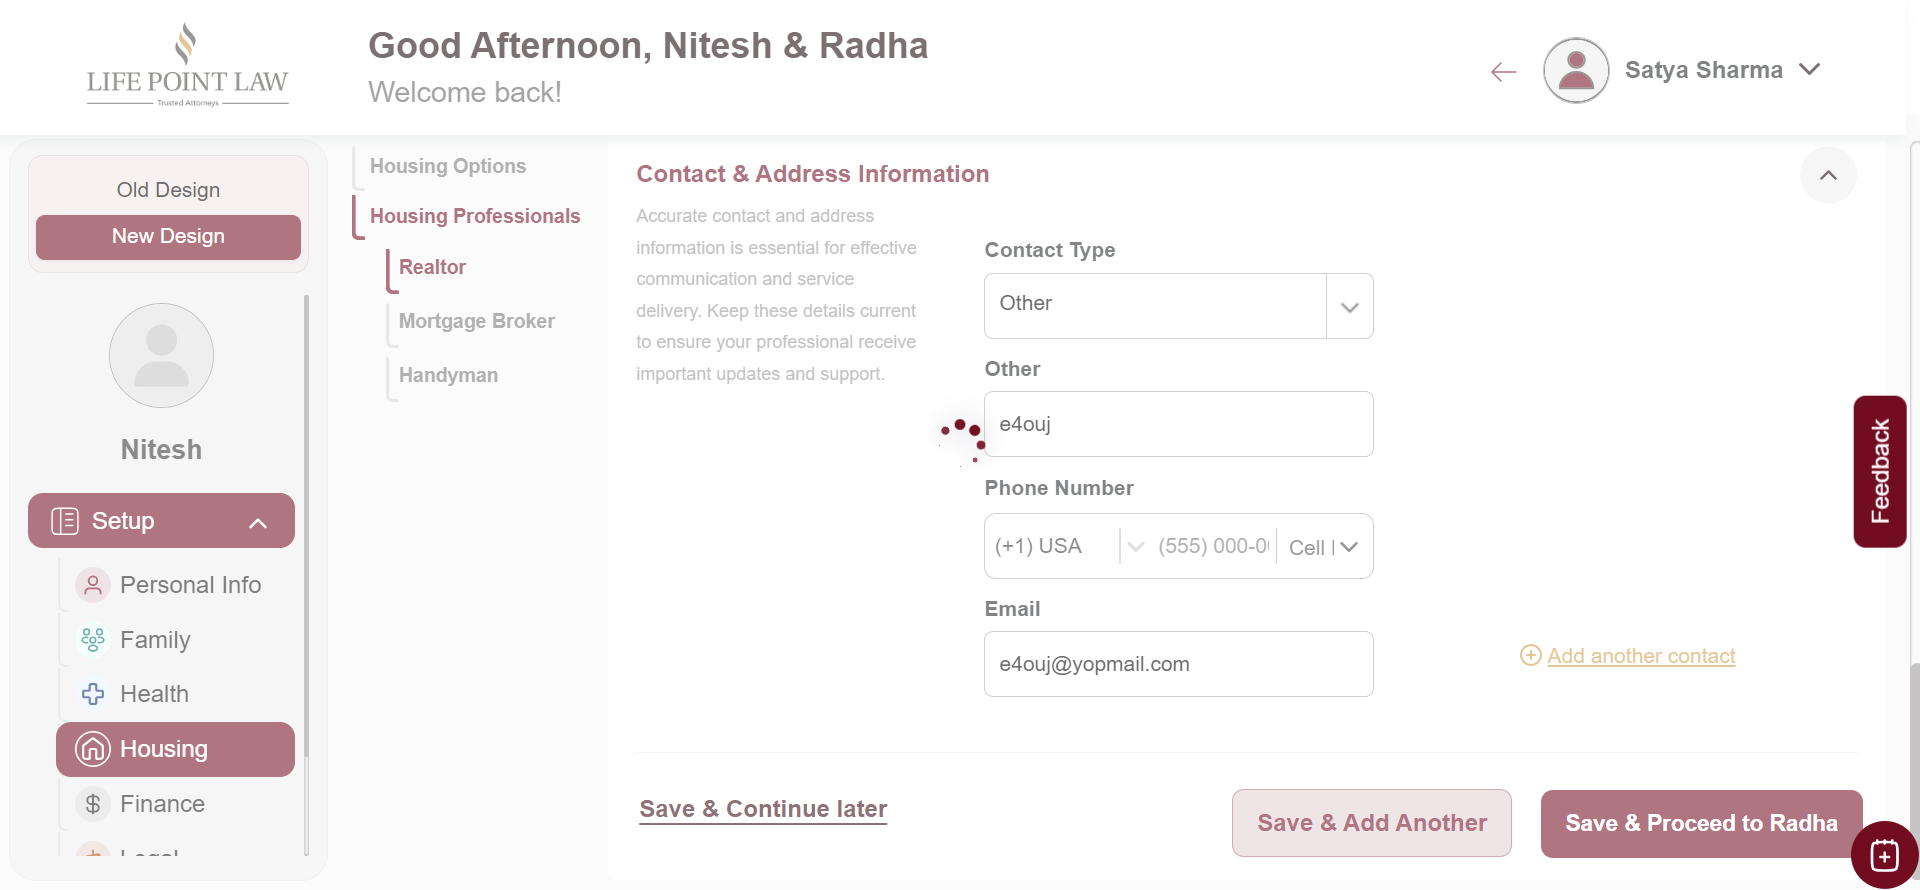 LIFE POINT LAW
Trusted Attorneys
Good Afternoon, Nitesh & Radha
Welcome back!
Satya Sharma
Old Design
New Design
Nitesh
Setup
Personal Info
Family
Health
Housing
Finance
Housing Options
Housing Professionals
Realtor
Mortgage Broker
Handyman
Contact & Address Information
Accurate contact and address
information is essential for effective
communication and service
delivery. Keep these details current
to ensure your professional receive
important updates and support.
Contact Type
Other
Other
e4ouj
Phone Number
(+1) USA
(555) 000-0
Cell
Email
e4ouj@yopmail.com
Add another contact
Save & Continue later
Save & Add Another
Save & Proceed to Radha
Feedback